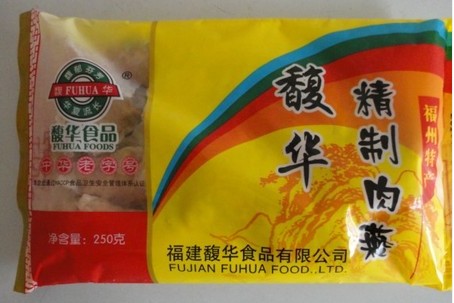 馥 FUHUA 华
®
馥华食品
FUHUA FOODS
中华老字号
净含量：250克
馥华
精制肉燕
福州特产
福建馥华食品有限公司
FUJIAN FUHUA FOOD.,LTD.